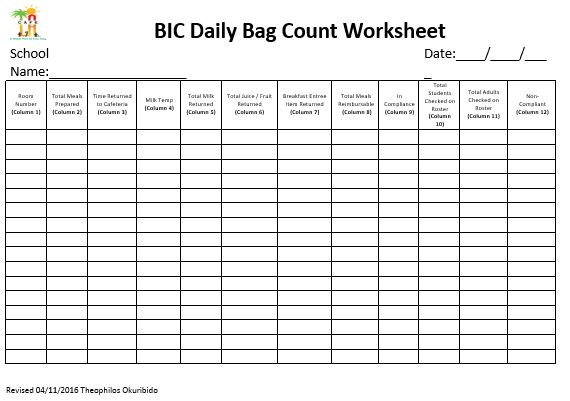 BIC Daily Bag Count Worksheet
School
Name:____________________
Date:____/____/___
_
Room
Number
(Column 1)
Total Meals
Prepared
(Column 2)
Time Returned
to Cafeteria
(Column 3)
Milk Temp
(Column 4)
Total Milk
Returned
(Column 5)
Total Juice / Fruit
Returned
(Column 6)
Breakfast Entree
Item Returned
(Column 7)
Total Meals
Reimbursable
(Column 8)
In
Compliance
(Column 9)
Total
Students
Checked on
Roster
(Column
10)
Total Adults
Checked on
Roster
(Column 11)
Non-
Compliant
(Column 12)
Revised 04/11/2016 Theophilos Okuribido